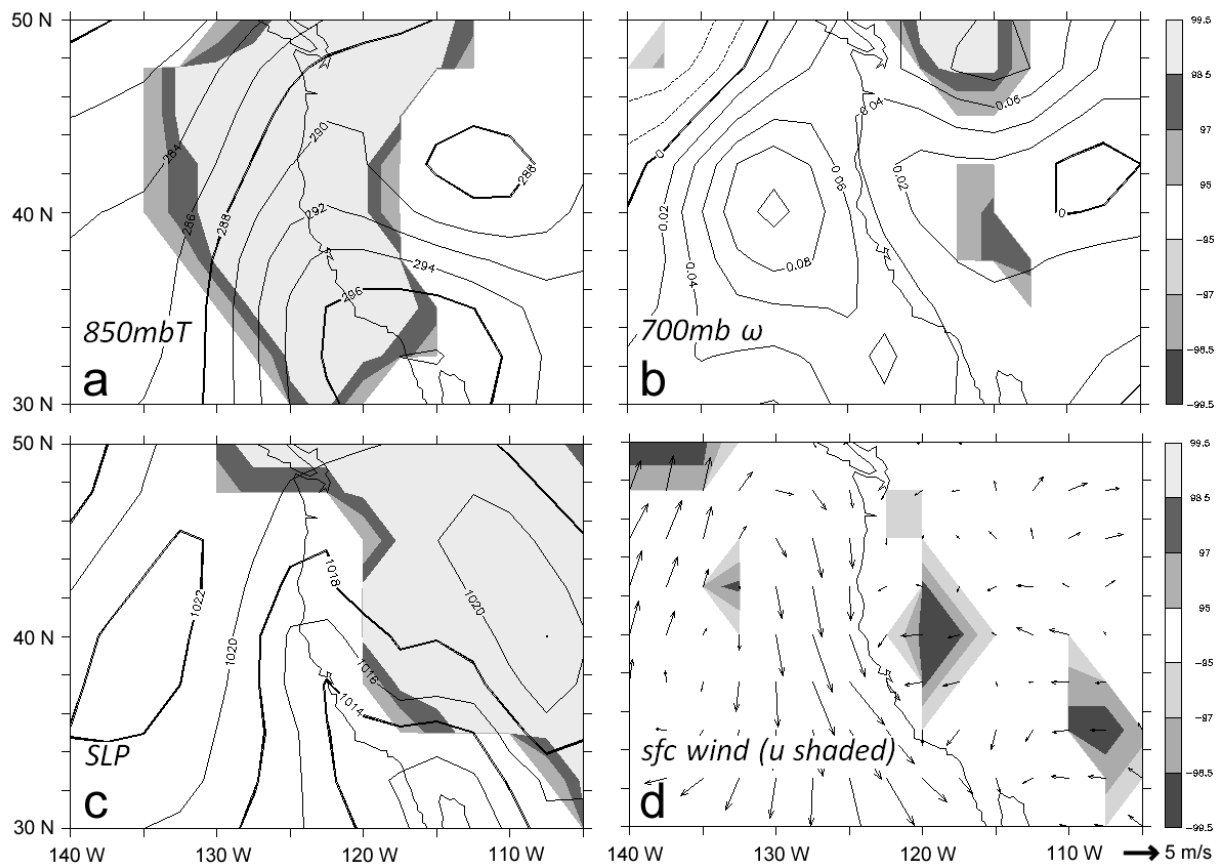 50 N
40 N
30 N
284
286
288
290
292
294
296
288
850mbT
a
0
0.02
0.04
0.06
0.08
0.04
0.02
0.06
0
700mb ω
b
99.5
98.5
97
95
−95
−97
−98.5
−99.5
50 N
40 N
30 N
1022
1020
1018
1016
1014
1020
SLP
c
sfc wind (u shaded)
d
99.5
98.5
97
95
−95
−97
−98.5
−99.5
140 W 130 W 120 W 110 W
140 W 130 W 120 W 110 W
5 m/s